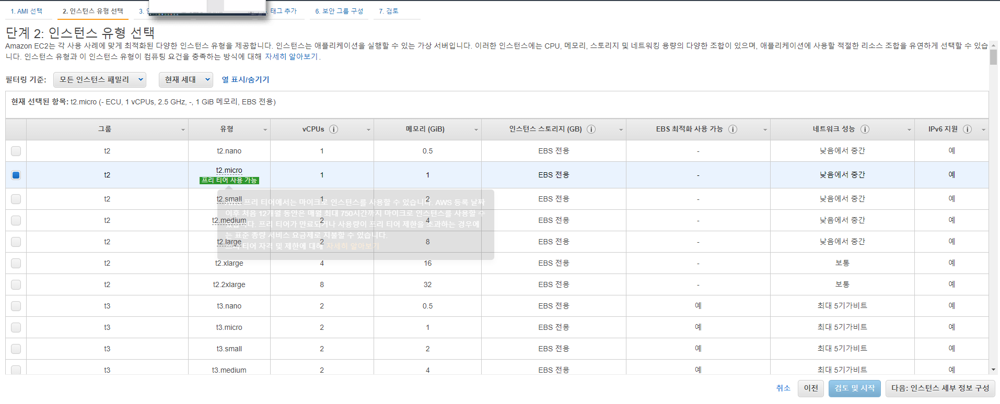 1. AMI 선택
2. 인스턴스 유형 선택
3.
태그 추가
6. 보안 그룹 구성
7. 검토
단계 2: 인스턴스 유형 선택
Amazon EC2는 각 사용 사례에 맞게 최적화된 다양한 인스턴스 유형을 제공합니다. 인스턴스는 애플리케이션을 실행할 수 있는 가상 서버입니다. 이러한 인스턴스에는 CPU, 메모리, 스토리지 및 네트워킹 용량의 다양한 조합이 있으며, 애플리케이션에 사용할 적절한 리소스 조합을 유연하게 선택할 수 있습
니다. 인스턴스 유형과 이 인스턴스 유형이 컴퓨팅 요건을 충족하는 방식에 대해 자세히 알아보기.
필터링 기준: 모든 인스턴스 패밀리 현재 세대 열 표시/숨기기
현재 선택된 항목: t2.micro (- ECU, 1 vCPUs, 2.5 GHz, -, 1 GiB 메모리, EBS 전용)
그룹 유형 vCPUs 메모리 (GiB) 인스턴스 스토리지 (GB) EBS 최적화 사용 가능 네트워크 성능 IPv6 지원
t2 t2.nano 1 0.5 EBS 전용 - 낮음에서 중간 예
t2 t2.micro 1 1 EBS 전용 - 낮음에서 중간 예
프리 티어 사용 가능
t2 t2.small 1 2 EBS 전용 - 낮음에서 중간 예
t2 t2.medium 2 4 EBS 전용 - 낮음에서 중간 예
t2 t2.large 2 8 EBS 전용 - 낮음에서 중간 예
t2 t2.xlarge 4 16 EBS 전용 - 보통 예
t2 t2.2xlarge 8 32 EBS 전용 - 보통 예
t3 t3.nano 2 0.5 EBS 전용 예 최대 5기가비트 예
t3 t3.micro 2 1 EBS 전용 예 최대 5기가비트 예
t3 t3.small 2 2 EBS 전용 예 최대 5기가비트 예
t3 t3.medium 2 4 EBS 전용 예 최대 5기가비트 예
프리 티어에서는 마이크로 인스턴스를 사용할 수 있습니다. AWS 등록 날짜
이후 처음 12개월 동안은 매월 최대 750시간까지 마이크로 인스턴스를 사용할 수
있습니다. 프리 티어가 만료되거나 사용량이 프리 티어 제한을 초과하는 경우에
는 표준 종량 서비스 요금제로 지불할 수 있습니다.
프리 티어 자격 및 제한에 대해 자세히 알아보기
취소 이전 검토 및 시작 다음: 인스턴스 세부 정보 구성